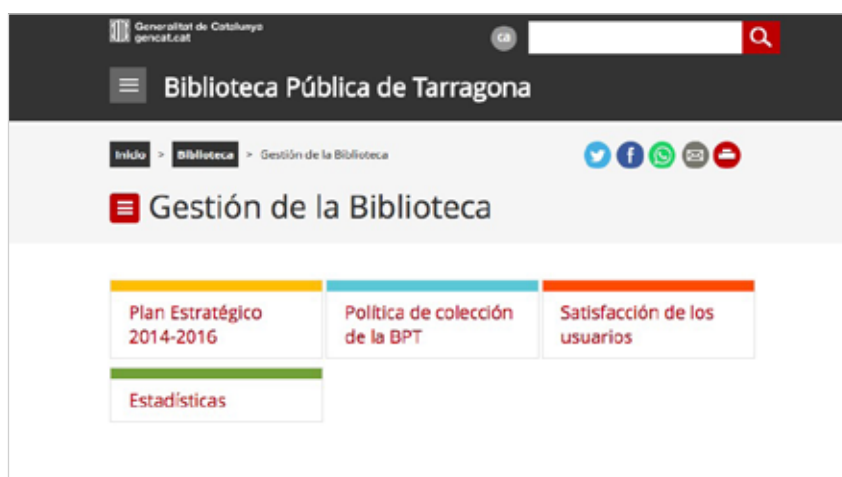 Generalitat de Catalunya
gencat.cat
ca
Biblioteca Pública de Tarragona
Inicio > Biblioteca > Gestión de la Biblioteca
Gestión de la Biblioteca
Plan Estratégico
2014-2016
Política de colección
de la BPT
Satisfacción de los
usuarios
Estadísticas